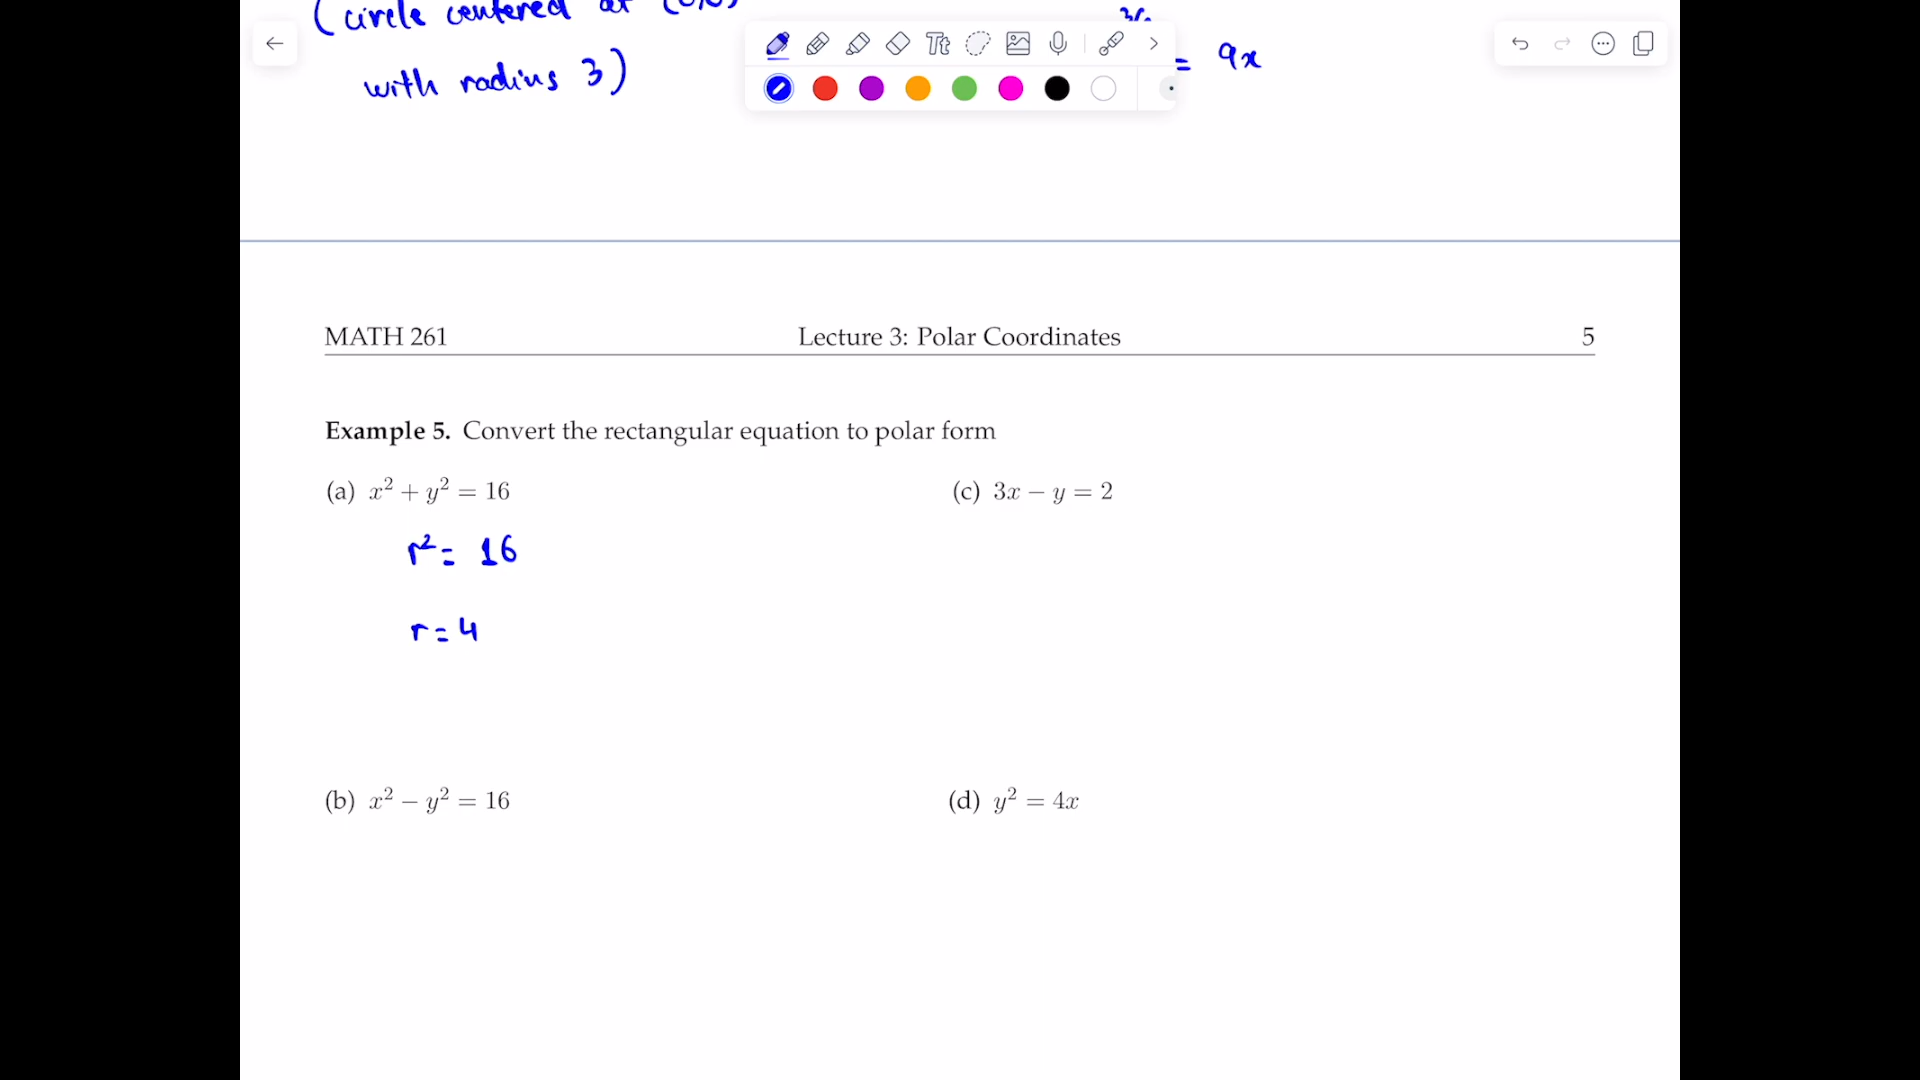 (circle centered at
with radius 3)
= 9x
Tt
MATH 261 Lecture 3: Polar Coordinates 5
Example 5. Convert the rectangular equation to polar form
(a) x² + y² = 16
r² = 16
r = 4
(b) x² − y² = 16
(c) 3x − y = 2
(d) y² = 4x